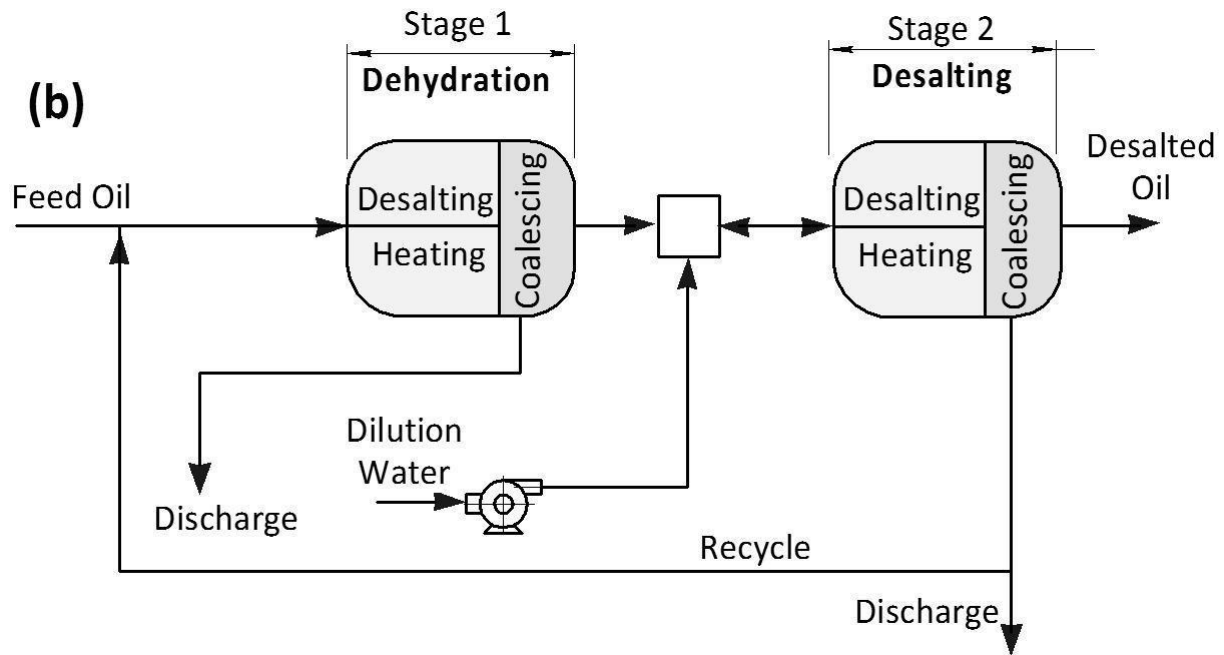 (b)
Stage 1
Dehydration
Stage 2
Desalting
Feed Oil
Desalting
Heating
Coalescing
Desalting
Heating
Coalescing
Desalted
Oil
Discharge
Dilution
Water
Recycle
Discharge